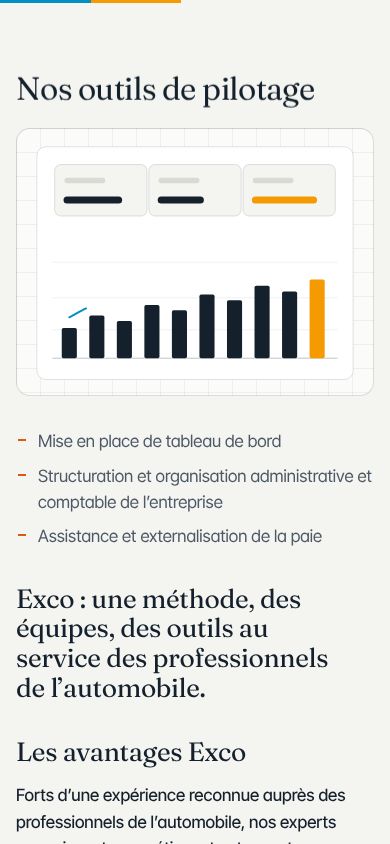 Nos outils de pilotage
Mise en place de tableau de bord
Structuration et organisation administrative et
comptable de l’entreprise
Assistance et externalisation de la paie
Exco : une méthode, des
équipes, des outils au
service des professionnels
de l’automobile.
Les avantages Exco
Forts d’une expérience reconnue auprès des
professionnels de l’automobile, nos experts